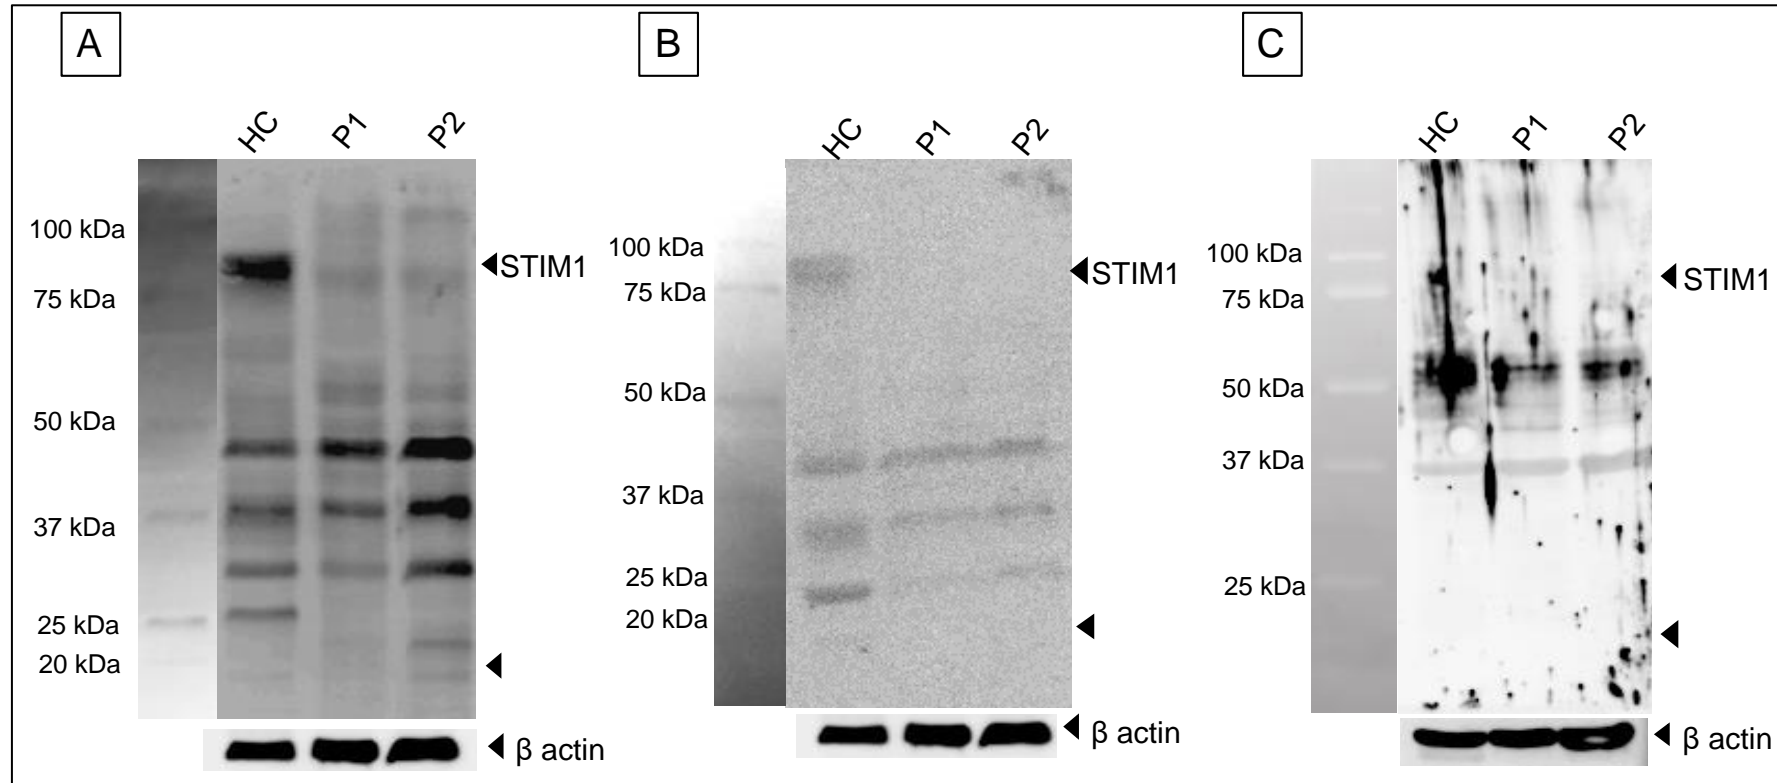 A
HC P1 P2
100 kDa
75 kDa
50 kDa
37 kDa
25 kDa
20 kDa
STIM1
β actin
B
HC P1 P2
100 kDa
75 kDa
50 kDa
37 kDa
25 kDa
20 kDa
STIM1
β actin
C
HC P1 P2
100 kDa
75 kDa
50 kDa
37 kDa
25 kDa
STIM1
β actin